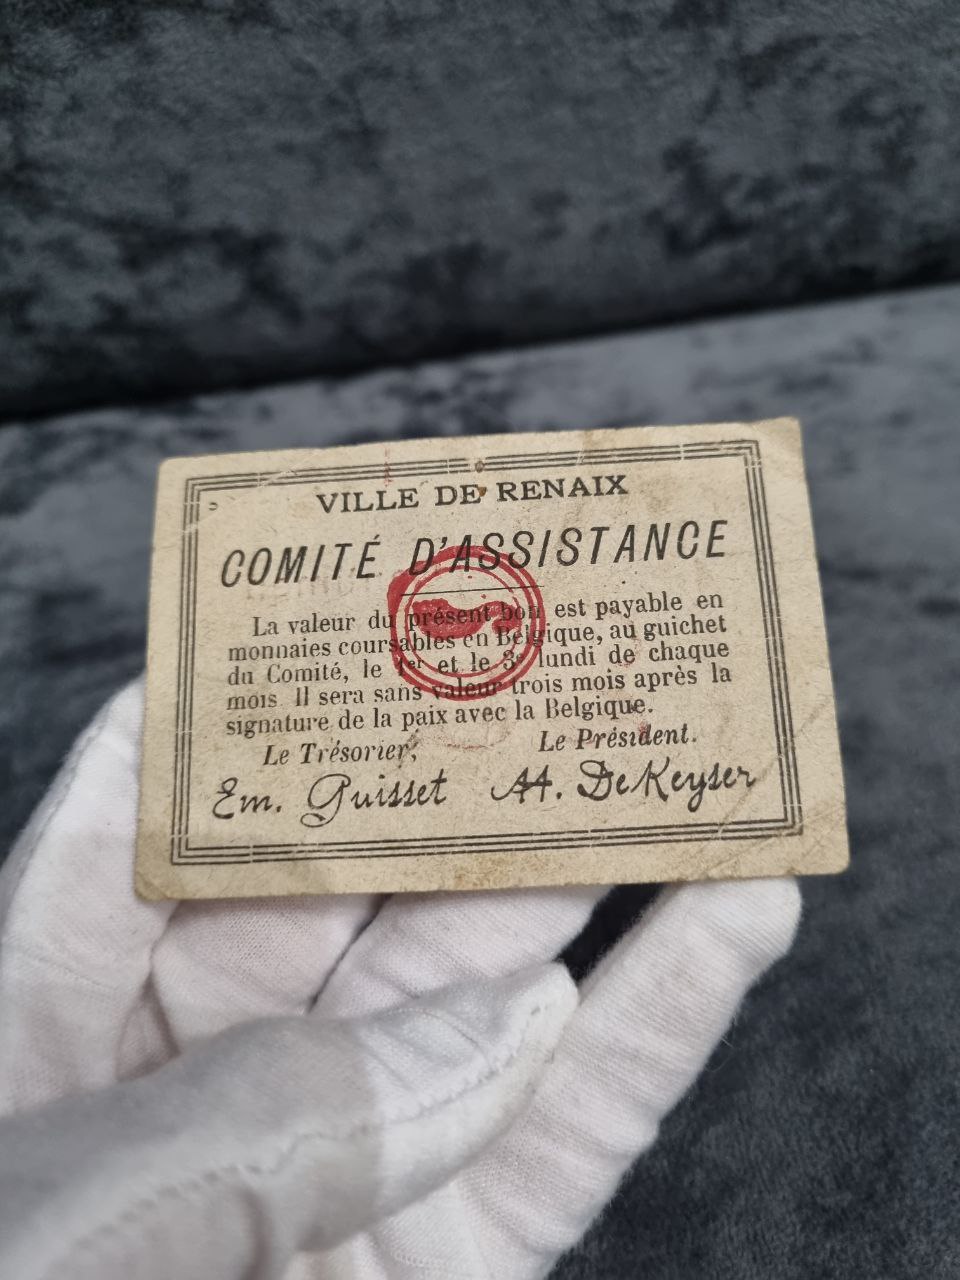 VILLE DE RENAIX
COMITÉ D'ASSISTANCE
La valeur du présent bon est payable en
monnaies coursables en Belgique, au guichet
du Comité, le 1er et le 3e lundi de chaque
mois. Il sera sans valeur trois mois après la
signature de la paix avec la Belgique.
Le Trésorier, Le Président.
Em. Guisset A. De Keyser